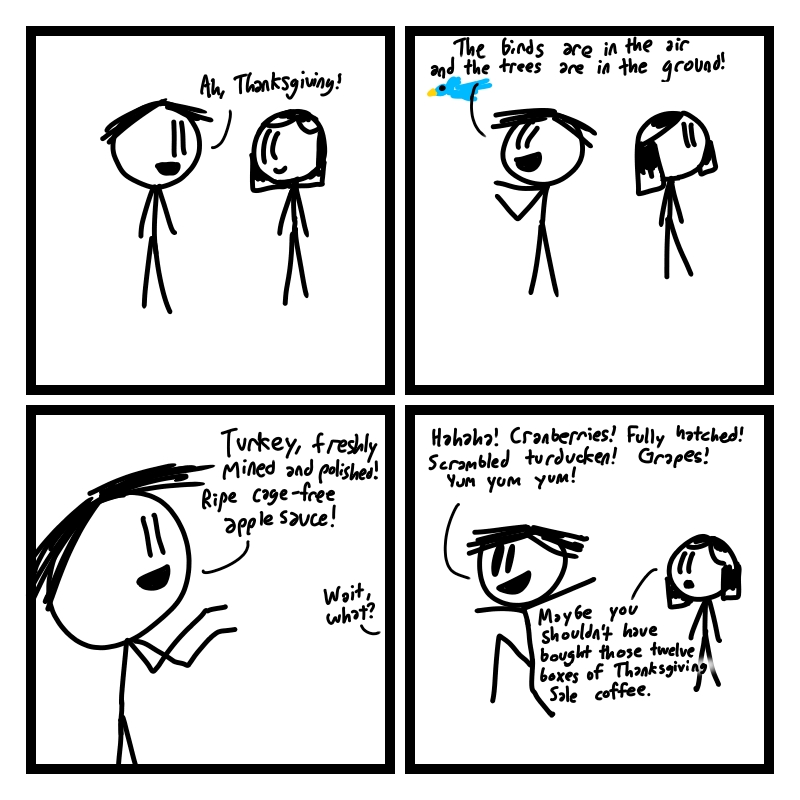 Ah, Thanksgiving!
The birds are in the air
and the trees are in the ground!
Turkey, freshly
mined and polished!
Ripe cage-free
apple sauce!
Wait,
what?
Hahaha! Cranberries! Fully hatched!
Scrambled turducken! Grapes!
Yum yum yum!
Maybe you
shouldn't have
bought those twelve
boxes of Thanksgiving
Sale coffee.